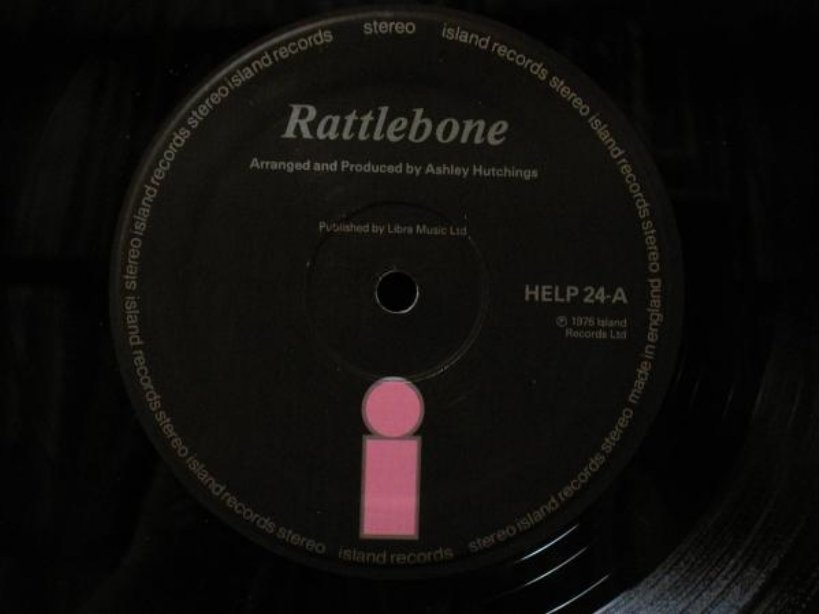 stereo island records stereo island records stereo island records stereo made in england stereo island records stereo island records stereo island records stereo island records stereo island records
Rattlebone
Arranged and Produced by Ashley Hutchings
Published by Libra Music Ltd
HELP 24-A
℗ 1976 Island
Records Ltd
i